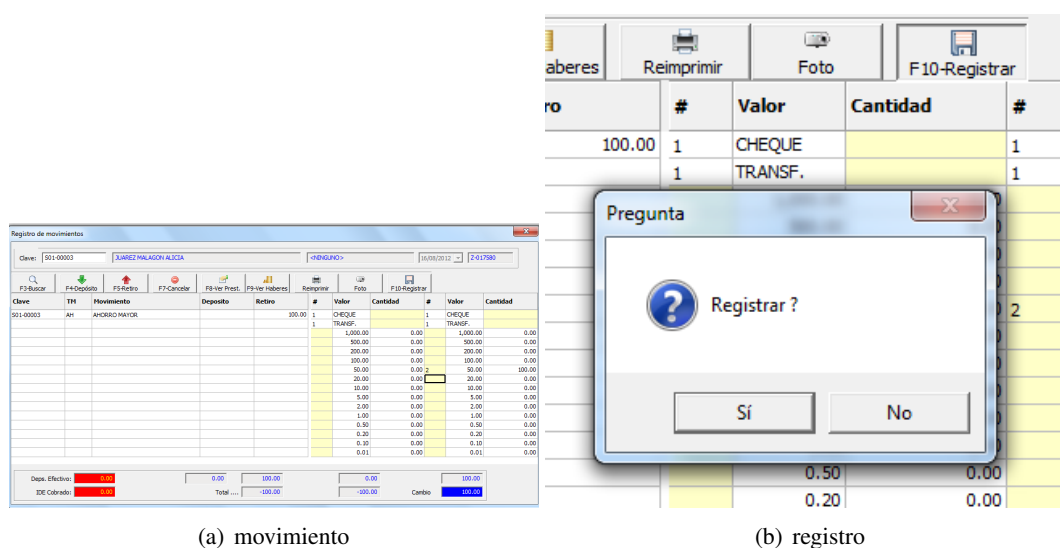 Registro de movimientos
Clave: S01-00003 JUAREZ MALAGON ALICIA <NINGUNO> 16/08/2012 Z-017580
F3-Buscar F4-Depósito F5-Retiro F7-Cancelar F8-Ver Prest. F9-Ver Haberes Reimprimir Foto F10-Registrar
Clave TM Movimiento Deposito Retiro # Valor Cantidad # Valor Cantidad
S01-00003 AH AHORRO MAYOR 100.00 1 CHEQUE 1 CHEQUE
1 TRANSF. 1 TRANSF.
1,000.00 0.00 1,000.00 0.00
500.00 0.00 500.00 0.00
200.00 0.00 200.00 0.00
100.00 0.00 100.00 0.00
50.00 0.00 2 50.00 100.00
20.00 0.00 20.00 0.00
10.00 0.00 10.00 0.00
5.00 0.00 5.00 0.00
2.00 0.00 2.00 0.00
1.00 0.00 1.00 0.00
0.50 0.00 0.50 0.00
0.20 0.00 0.20 0.00
0.10 0.00 0.10 0.00
0.01 0.00 0.01 0.00
Deps. Efectivo: 0.00 0.00 100.00 0.00 100.00
IDE Cobrado: 0.00 Total .... -100.00 -100.00 Cambio 100.00
(a) movimiento
aberes Reimprimir Foto F10-Registrar
ro # Valor Cantidad #
100.00 1 CHEQUE 1
1 TRANSF. 1
Pregunta
Registrar ?
2
Sí No
0.50 0.00
0.20 0.00
(b) registro